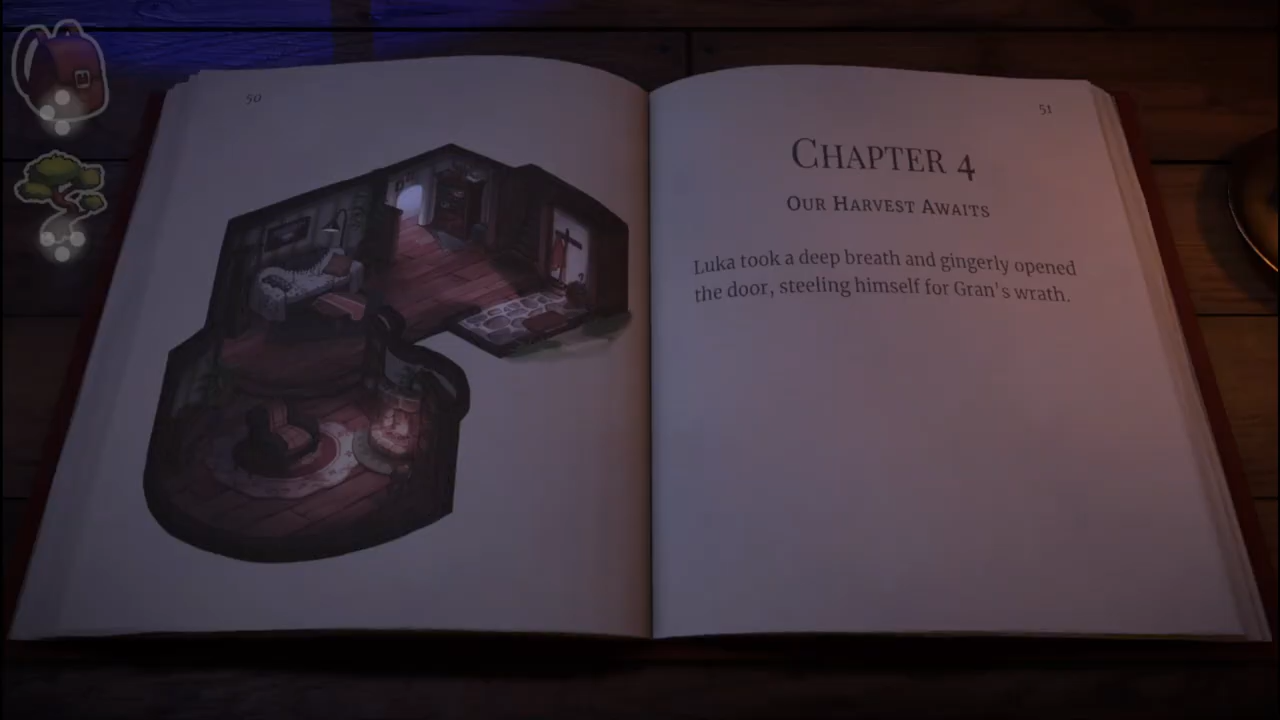 50
51
Chapter 4
Our Harvest Awaits
Luka took a deep breath and gingerly opened
the door, steeling himself for Gran's wrath.